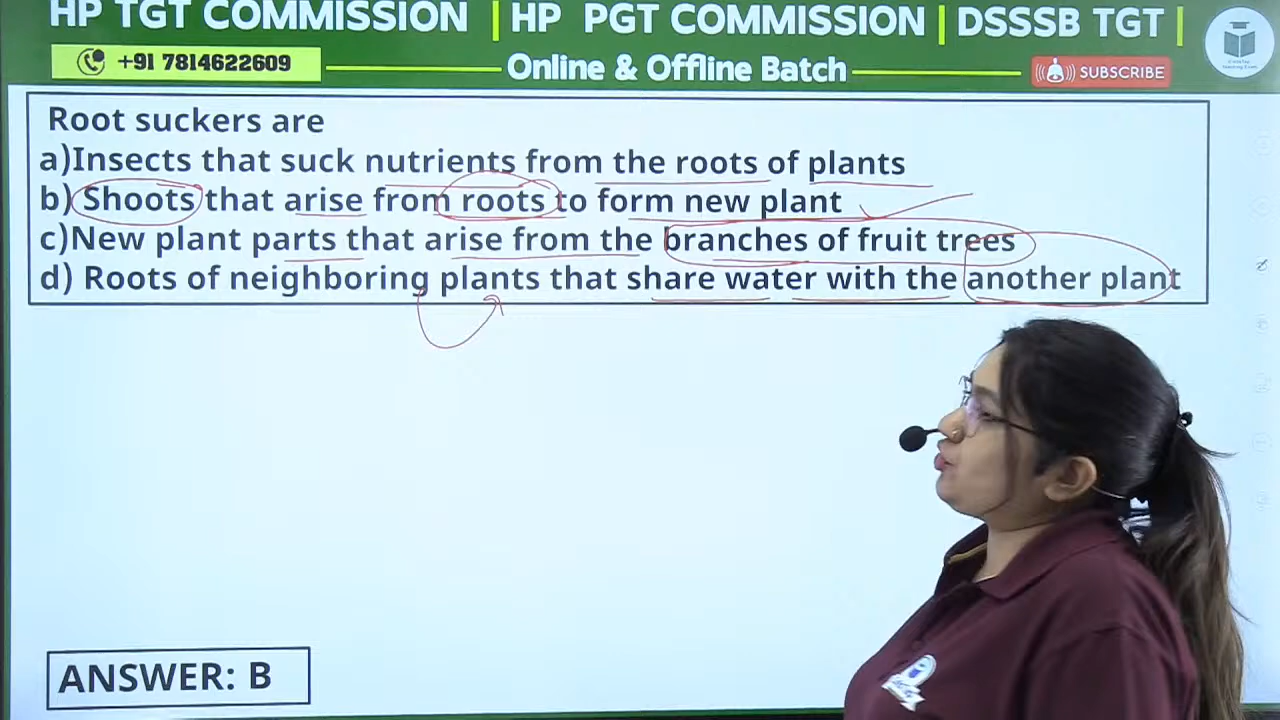 HP TGT COMMISSION | HP PGT COMMISSION | DSSSB TGT |
+91 7814622609
Online & Offline Batch
SUBSCRIBE
Root suckers are
a)Insects that suck nutrients from the roots of plants
b) Shoots that arise from roots to form new plant
c)New plant parts that arise from the branches of fruit trees
d) Roots of neighboring plants that share water with the another plant
ANSWER: B